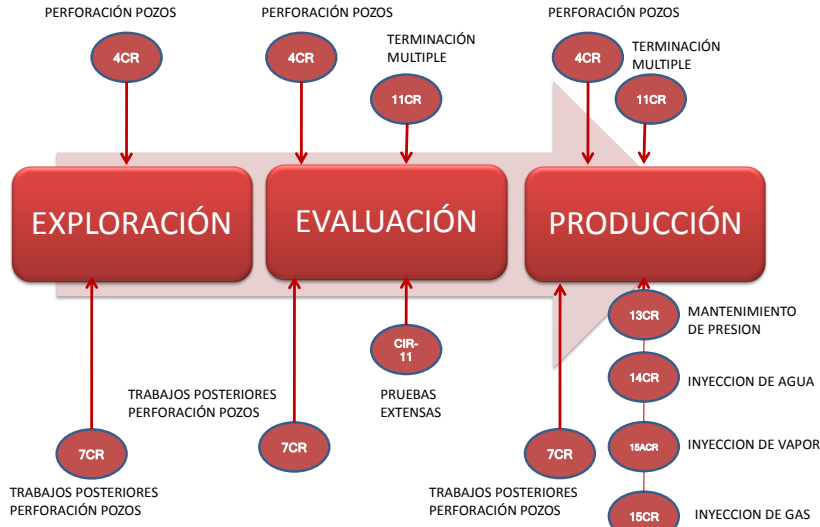 PERFORACIÓN POZOS
PERFORACIÓN POZOS
PERFORACIÓN POZOS
4CR
4CR
TERMINACIÓN
MULTIPLE
4CR
TERMINACIÓN
MULTIPLE
11CR
11CR
EXPLORACIÓN
EVALUACIÓN
PRODUCCIÓN
13CR
MANTENIMIENTO
DE PRESION
CIR-
11
14CR
INYECCION DE AGUA
TRABAJOS POSTERIORES
PERFORACIÓN POZOS
PRUEBAS
EXTENSAS
7CR
7CR
7CR
15ACR
INYECCION DE VAPOR
TRABAJOS POSTERIORES
PERFORACIÓN POZOS
TRABAJOS POSTERIORES
PERFORACIÓN POZOS
15CR
INYECCION DE GAS